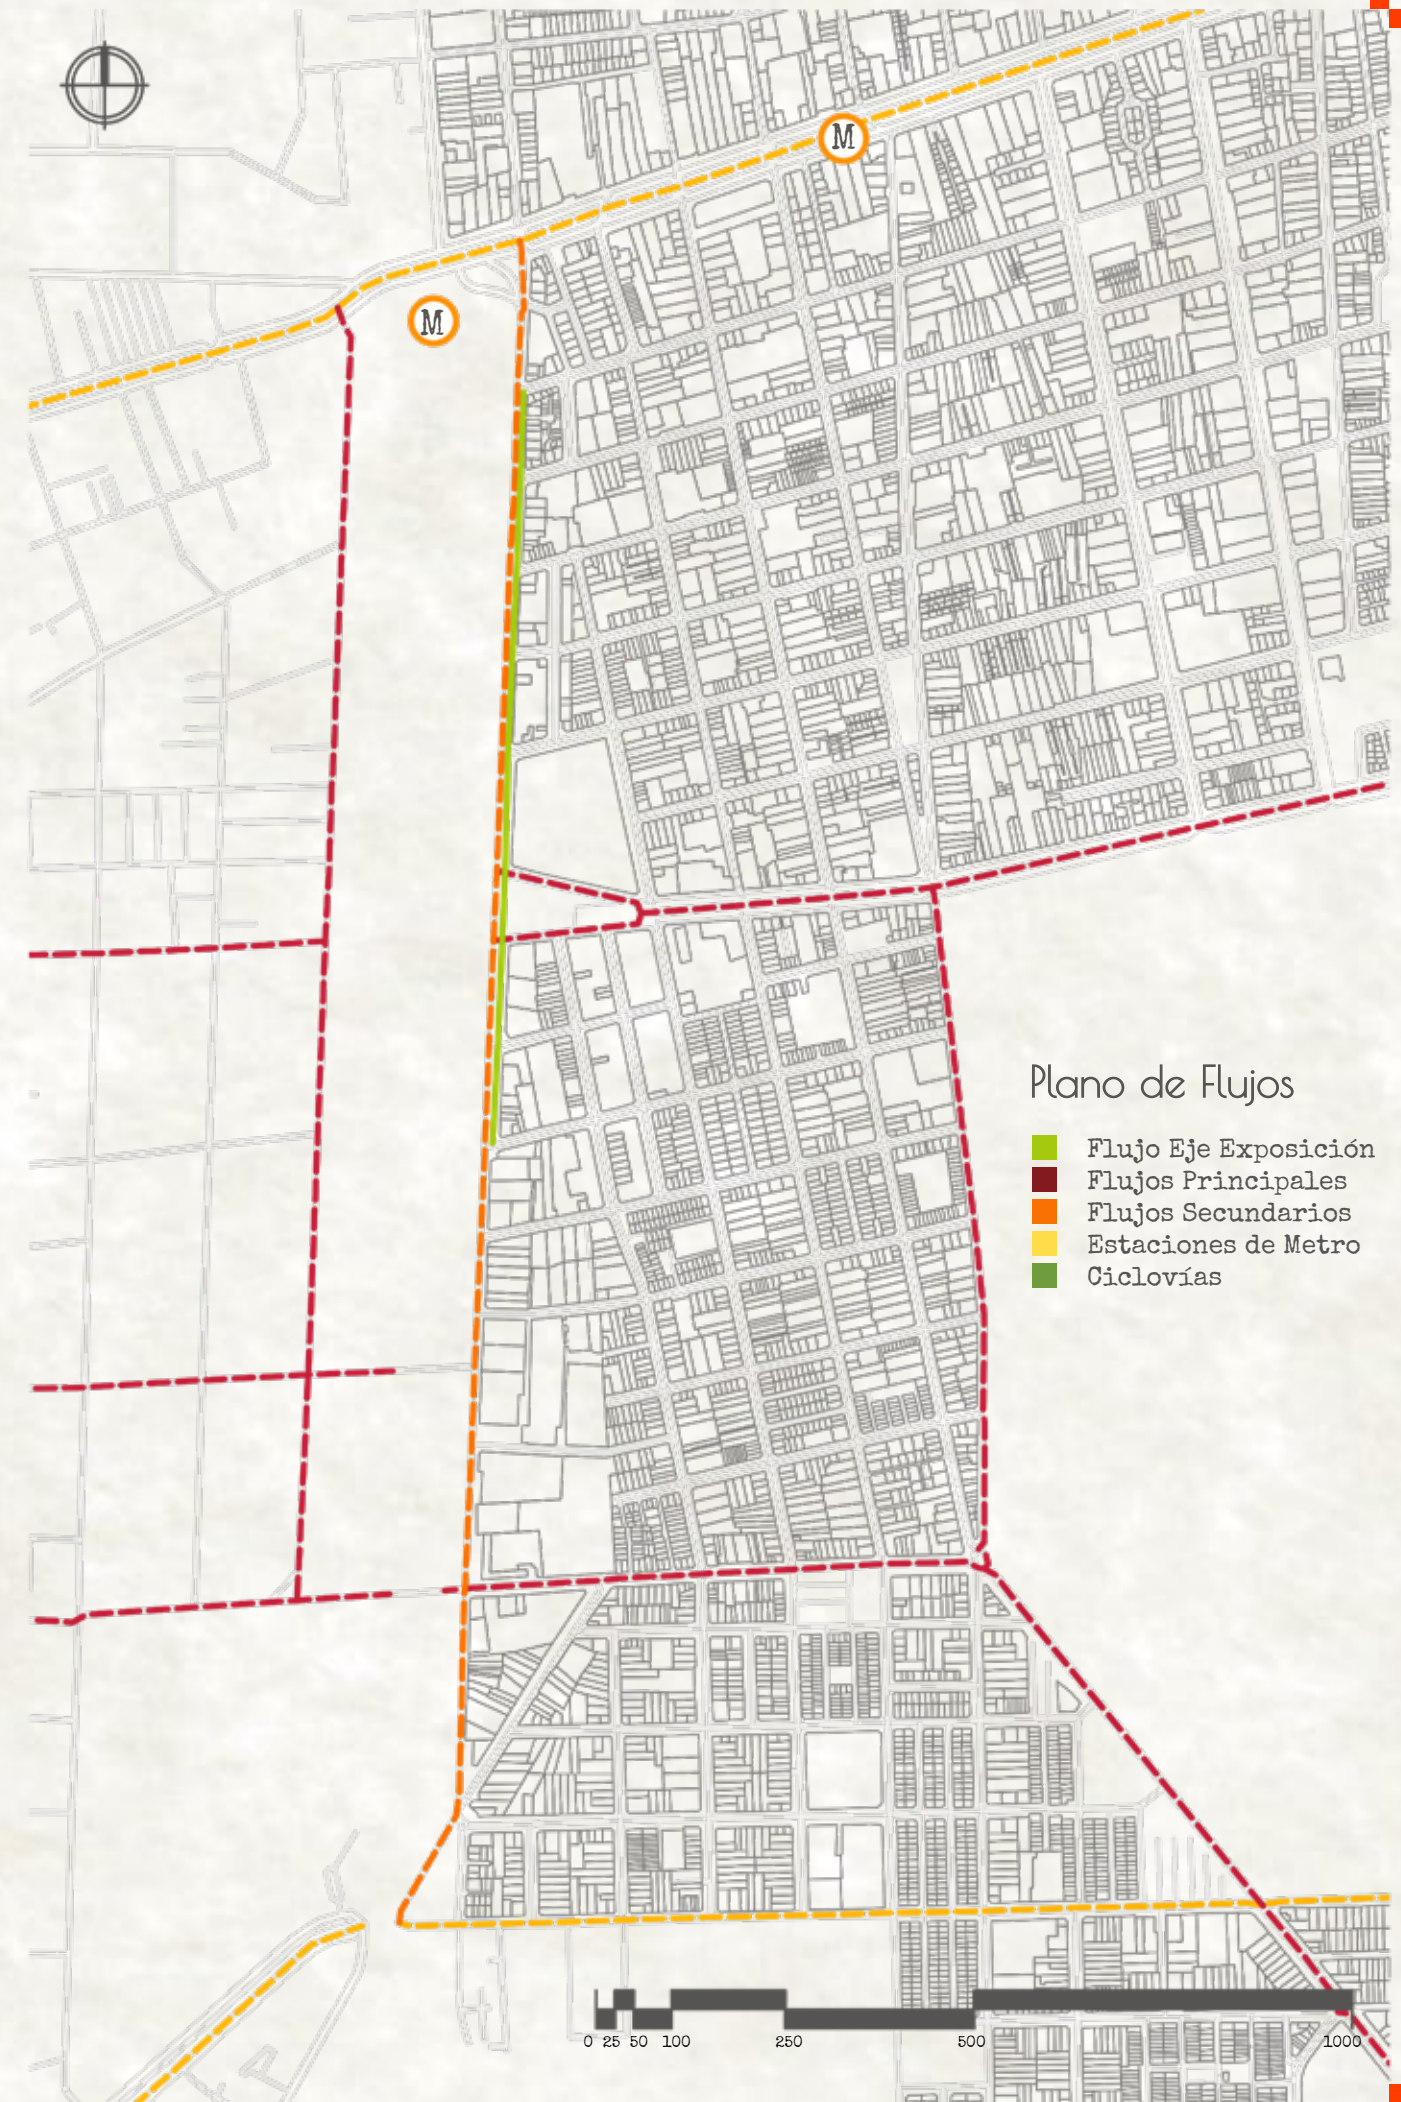 M
M
Plano de Flujos
Flujo Eje Exposición
Flujos Principales
Flujos Secundarios
Estaciones de Metro
Ciclovías
0 25 50 100 250 500 1000